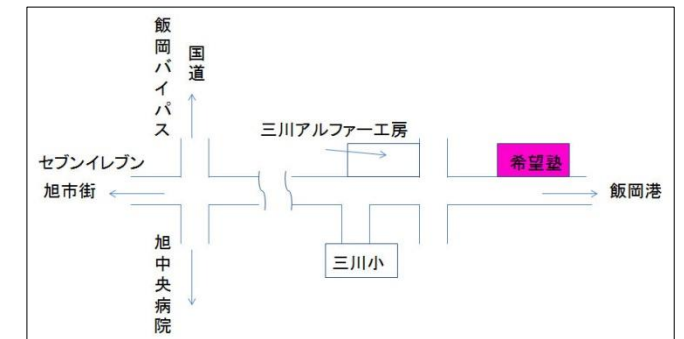 飯岡バイパス
国道
三川アルファー工房
セブンイレブン
希望塾
旭市街
飯岡港
旭中央病院
三川小